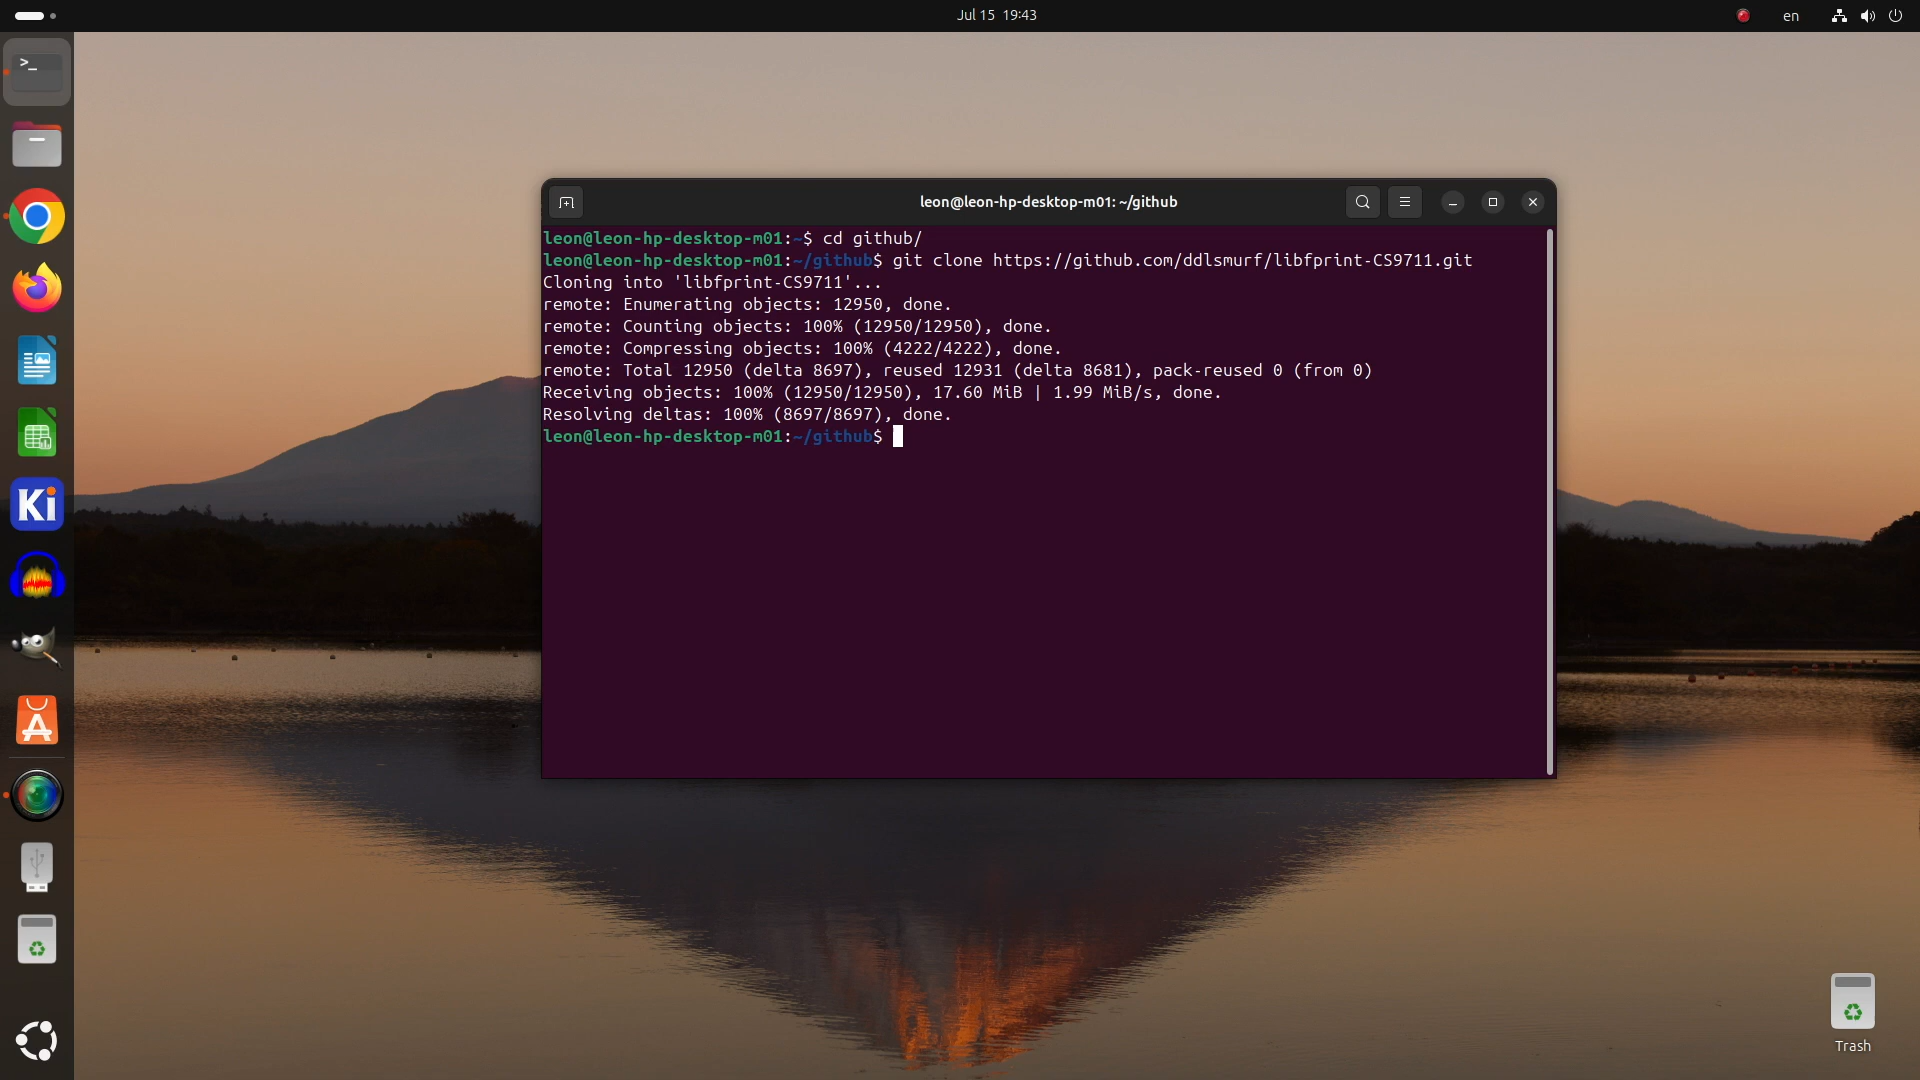 Jul 15 19:43
en
>_
leon@leon-hp-desktop-m01: ~/github
leon@leon-hp-desktop-m01:~$ cd github/
leon@leon-hp-desktop-m01:~/github$ git clone https://github.com/ddlsmurf/libfprint-CS9711.git
Cloning into 'libfprint-CS9711'...
remote: Enumerating objects: 12950, done.
remote: Counting objects: 100% (12950/12950), done.
remote: Compressing objects: 100% (4222/4222), done.
remote: Total 12950 (delta 8697), reused 12931 (delta 8681), pack-reused 0 (from 0)
Receiving objects: 100% (12950/12950), 17.60 MiB | 1.99 MiB/s, done.
Resolving deltas: 100% (8697/8697), done.
leon@leon-hp-desktop-m01:~/github$
Ki
Trash